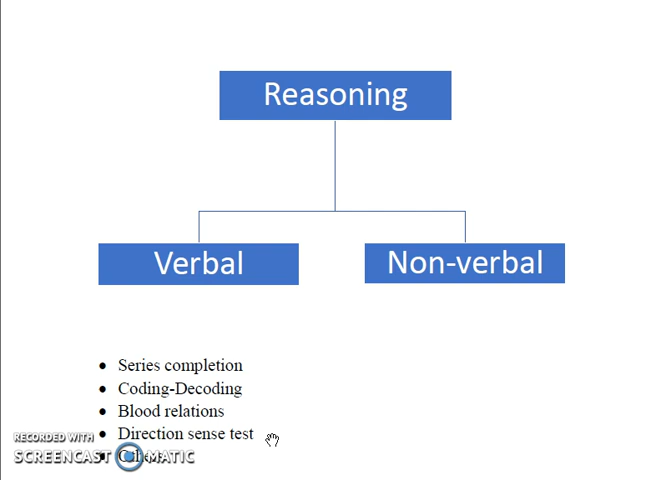 Reasoning
Verbal
Non-verbal
• Series completion
• Coding-Decoding
• Blood relations
• Direction sense test
RECORDED WITH
SCREENCAST MATIC